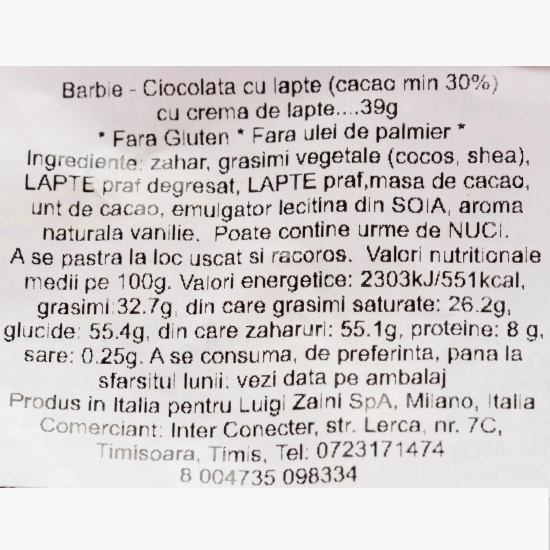 Barbie - Ciocolata cu lapte (cacao min 30%)
cu crema de lapte....39g
* Fara Gluten * Fara ulei de palmier *
Ingrediente: zahar, grasimi vegetale (cocos, shea),
LAPTE praf degresat, LAPTE praf,masa de cacao,
unt de cacao, emulgator lecitina din SOIA, aroma
naturala vanilie. Poate contine urme de NUCI.
A se pastra la loc uscat si racoros. Valori nutritionale
medii pe 100g. Valori energetice: 2303kJ/551kcal,
grasimi:32.7g, din care grasimi saturate: 26.2g,
glucide: 55.4g, din care zaharuri: 55.1g, proteine: 8 g,
sare: 0.25g. A se consuma, de preferinta, pana la
sfarsitul lunii: vezi data pe ambalaj
Produs in Italia pentru Luigi Zaini SpA, Milano, Italia
Comerciant: Inter Conecter, str. Lerca, nr. 7C,
Timisoara, Timis, Tel: 0723171474
8 004735 098334